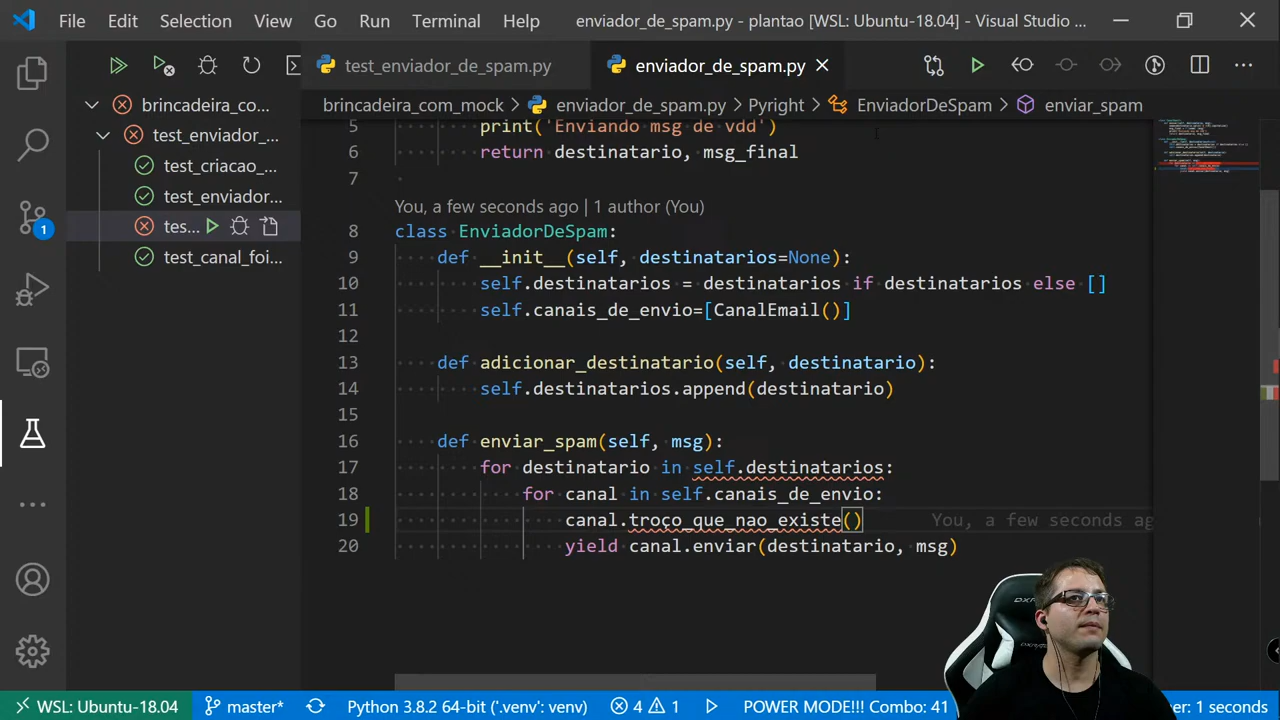 File Edit Selection View Go Run Terminal Help enviador_de_spam.py - plantao [WSL: Ubuntu-18.04] - Visual Studio ...
test_enviador_de_spam.py enviador_de_spam.py
brincadeira_co...
brincadeira_com_mock > enviador_de_spam.py > Pyright > EnviadorDeSpam > enviar_spam
test_enviador_...
test_criacao_...
test_enviador...
tes...
test_canal_foi...
1
5 print('Enviando msg de vdd')
6 return destinatario, msg_final
7
You, a few seconds ago | 1 author (You)
8 class EnviadorDeSpam:
9 def __init__(self, destinatarios=None):
10 self.destinatarios = destinatarios if destinatarios else []
11 self.canais_de_envio=[CanalEmail()]
12
13 def adicionar_destinatario(self, destinatario):
14 self.destinatarios.append(destinatario)
15
16 def enviar_spam(self, msg):
17 for destinatario in self.destinatarios:
18 for canal in self.canais_de_envio:
19 canal.troço_que_nao_existe() You, a few seconds ag
20 yield canal.enviar(destinatario, msg)
WSL: Ubuntu-18.04 master* Python 3.8.2 64-bit ('.venv': venv) 4 1 POWER MODE!!! Combo: 41 er: 1 seconds